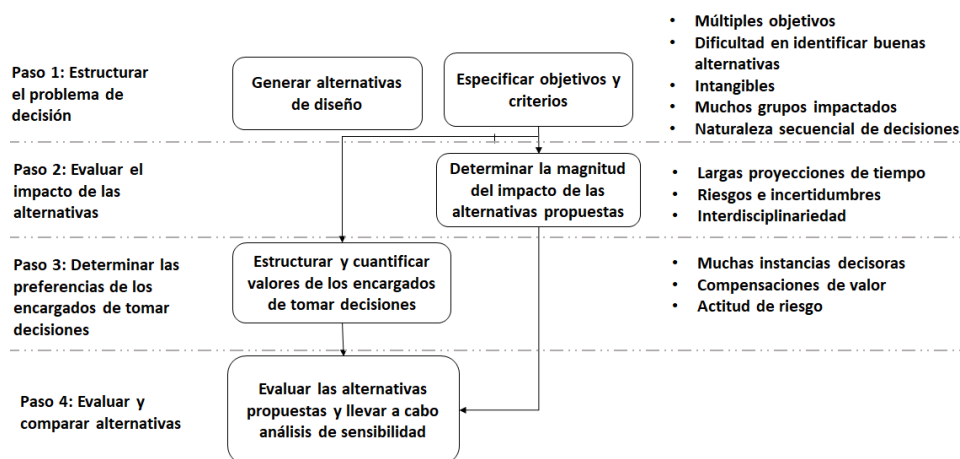 Paso 1: Estructurar
el problema de
decisión
Generar alternativas
de diseño
Especificar objetivos y
criterios
• Múltiples objetivos
• Dificultad en identificar buenas
alternativas
• Intangibles
• Muchos grupos impactados
• Naturaleza secuencial de decisiones
Paso 2: Evaluar el
impacto de las
alternativas
Determinar la magnitud
del impacto de las
alternativas propuestas
• Largas proyecciones de tiempo
• Riesgos e incertidumbres
• Interdisciplinariedad
Paso 3: Determinar las
preferencias de los
encargados de tomar
decisiones
Estructurar y cuantificar
valores de los encargados
de tomar decisiones
• Muchas instancias decisoras
• Compensaciones de valor
• Actitud de riesgo
Paso 4: Evaluar y
comparar alternativas
Evaluar las alternativas
propuestas y llevar a cabo
análisis de sensibilidad